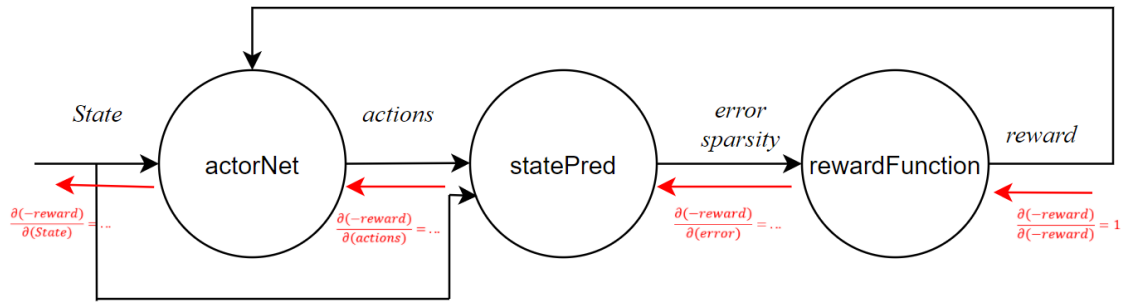 State
actions
error
sparsity
reward
actorNet
statePred
rewardFunction
∂(−reward)
∂(State) = ...
∂(−reward)
∂(actions) = ...
∂(−reward)
∂(error) = ...
∂(−reward)
∂(−reward) = 1